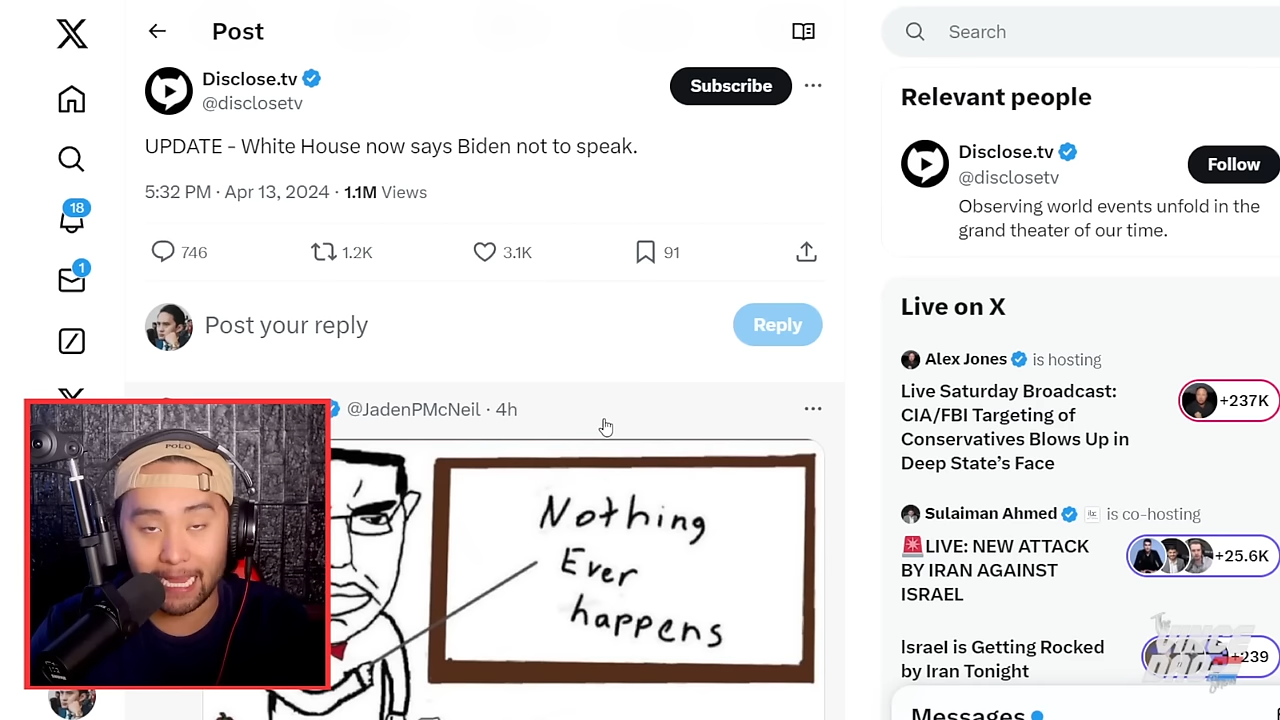 Post
Disclose.tv
@disclosetv
Subscribe
UPDATE - White House now says Biden not to speak.
5:32 PM · Apr 13, 2024 · 1.1M Views
746
1.2K
3.1K
91
Post your reply
Reply
@JadenPMcNeil · 4h
Nothing
Ever
happens
18
1
POLO
Search
Relevant people
Disclose.tv
@disclosetv
Follow
Observing world events unfold in the
grand theater of our time.
Live on X
Alex Jones is hosting
Live Saturday Broadcast:
CIA/FBI Targeting of
Conservatives Blows Up in
Deep State’s Face
+237K
Sulaiman Ahmed is co-hosting
🚨LIVE: NEW ATTACK
BY IRAN AGAINST
ISRAEL
+25.6K
Israel is Getting Rocked
by Iran Tonight
+239
The
VINCE
DAO
Show
Messages